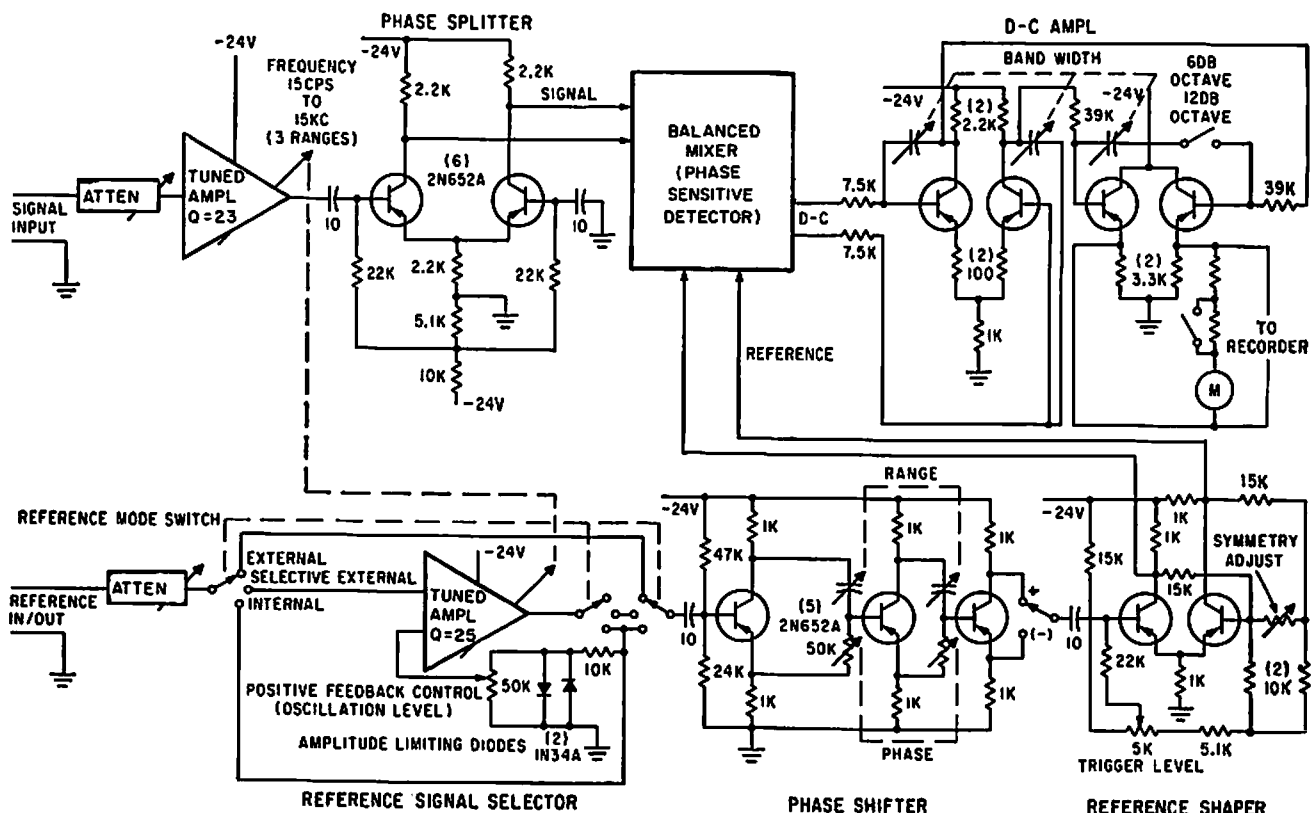 PHASE SPLITTER
-24V
-24V
FREQUENCY
15CPS
TO
15KC
(3 RANGES)
2.2K
2.2K
SIGNAL
(6)
2N652A
ATTEN
TUNED
AMPL
Q=23
SIGNAL
INPUT
10
10
22K
2.2K
22K
5.1K
10K
-24V
BALANCED
MIXER
(PHASE
SENSITIVE
DETECTOR)
D-C AMPL
BAND WIDTH
6DB
OCTAVE
12DB
OCTAVE
-24V
(2)
2.2K
39K
-24V
7.5K
D-C
7.5K
39K
(2)
100
(2)
3.3K
1K
TO
RECORDER
M
REFERENCE
REFERENCE MODE SWITCH
EXTERNAL
SELECTIVE EXTERNAL
INTERNAL
ATTEN
REFERENCE
IN/OUT
-24V
TUNED
AMPL
Q=25
10K
50K
POSITIVE FEEDBACK CONTROL
(OSCILLATION LEVEL)
AMPLITUDE LIMITING DIODES
(2)
1N34A
REFERENCE SIGNAL SELECTOR
RANGE
-24V
1K
1K
1K
47K
10
(5)
2N652A
50K
24K
1K
1K
1K
+
(-)
PHASE
PHASE SHIFTER
-24V
15K
1K
1K
15K
15K
SYMMETRY
ADJUST
10
22K
1K
(2)
10K
5K
5.1K
TRIGGER LEVEL
REFERENCE SHAPER